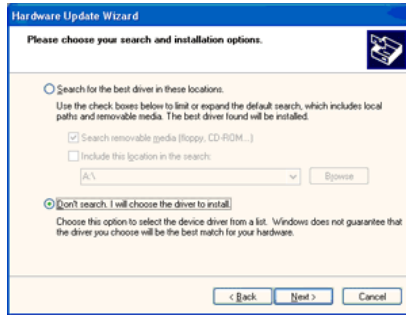 Hardware Update Wizard
Please choose your search and installation options.
Search for the best driver in these locations.
Use the check boxes below to limit or expand the default search, which includes local
paths and removable media. The best driver found will be installed.
Search removable media (floppy, CD-ROM...)
Include this location in the search:
A:\
Browse
Don't search. I will choose the driver to install.
Choose this option to select the device driver from a list. Windows does not guarantee that
the driver you choose will be the best match for your hardware.
< Back Next > Cancel